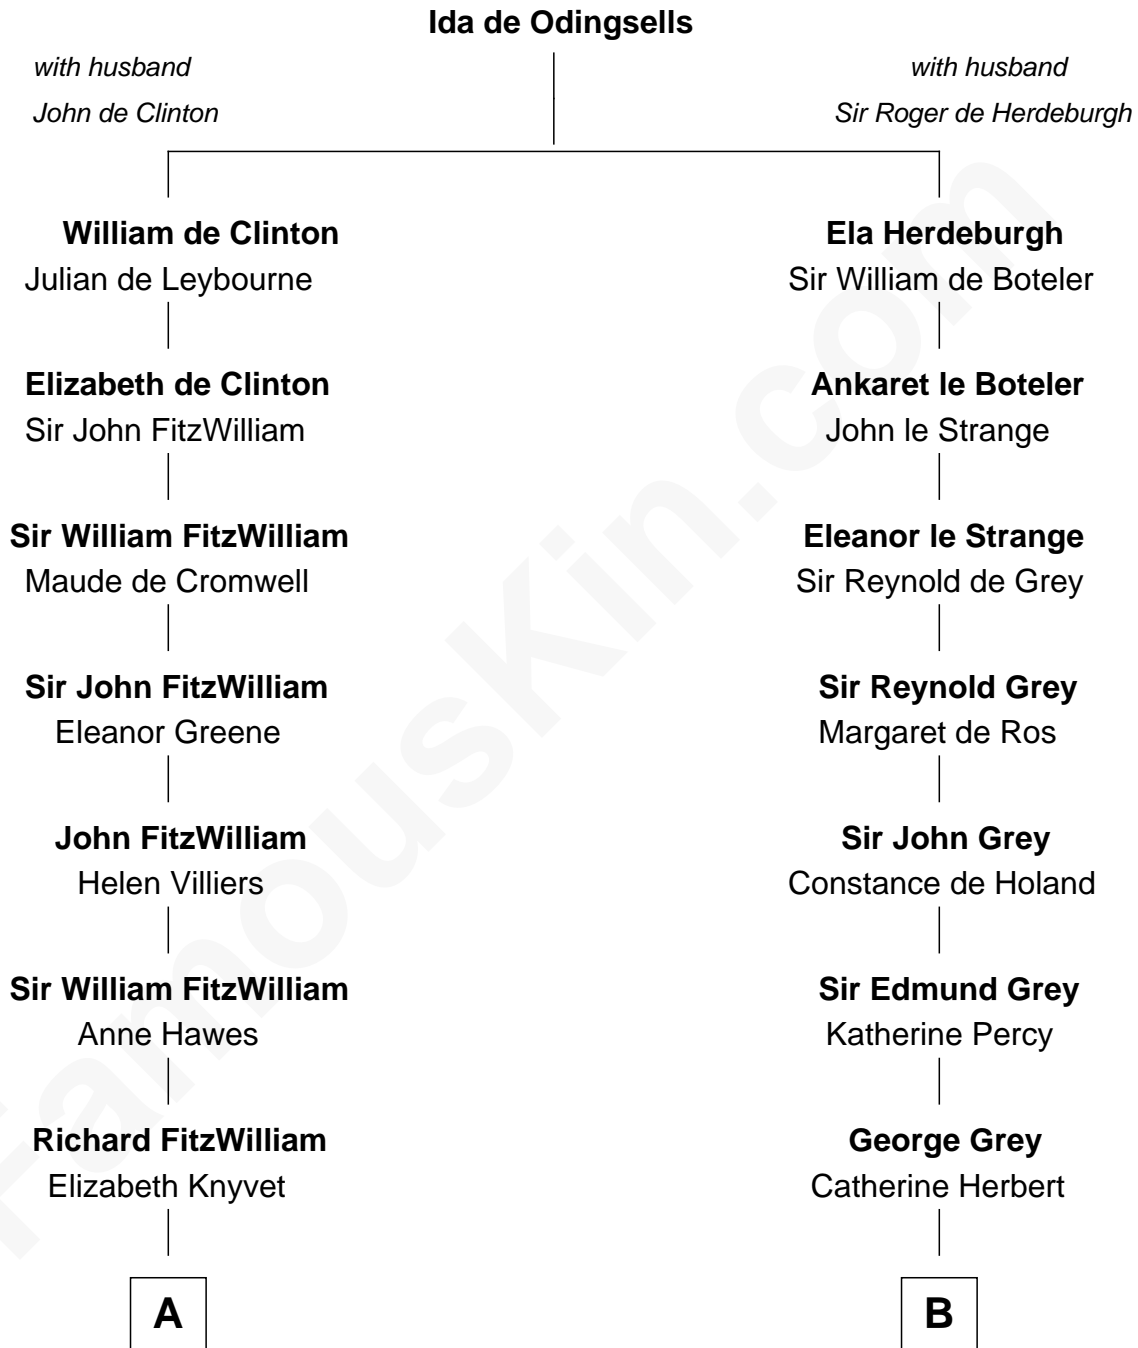 Ida de Odingsells
with husband
John de Clinton
with husband
Sir Roger de Herdeburgh
William de Clinton
Julian de Leybourne
Ela Herdeburgh
Sir William de Boteler
Elizabeth de Clinton
Sir John FitzWilliam
Ankaret le Boteler
John le Strange
Sir William FitzWilliam
Maude de Cromwell
Eleanor le Strange
Sir Reynold de Grey
Sir John FitzWilliam
Eleanor Greene
Sir Reynold Grey
Margaret de Ros
John FitzWilliam
Helen Villiers
Sir John Grey
Constance de Holand
Sir William FitzWilliam
Anne Hawes
Sir Edmund Grey
Katherine Percy
Richard FitzWilliam
Elizabeth Knyvet
George Grey
Catherine Herbert
A
B
FamousKin.com